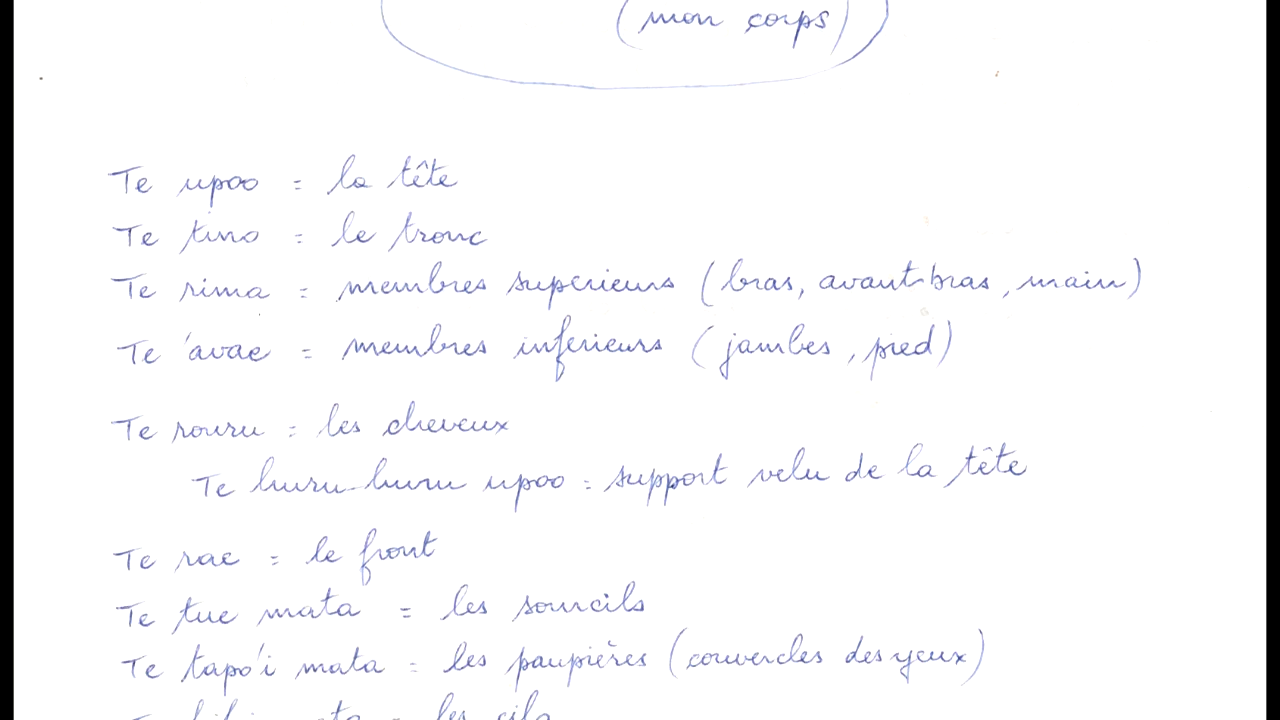 (mon corps)
Te upoo = la tête
Te tino = le tronc
Te rima = membres superieurs (bras, avant-bras, main)
Te 'avae = membres inferieurs (jambes, pied)
Te rouru = les cheveux
Te huru-huru upoo = support velu de la tête
Te rae = le front
Te tue mata = les sourcils
Te tapo'i mata = les paupières (couvercles des yeux)
= les cils